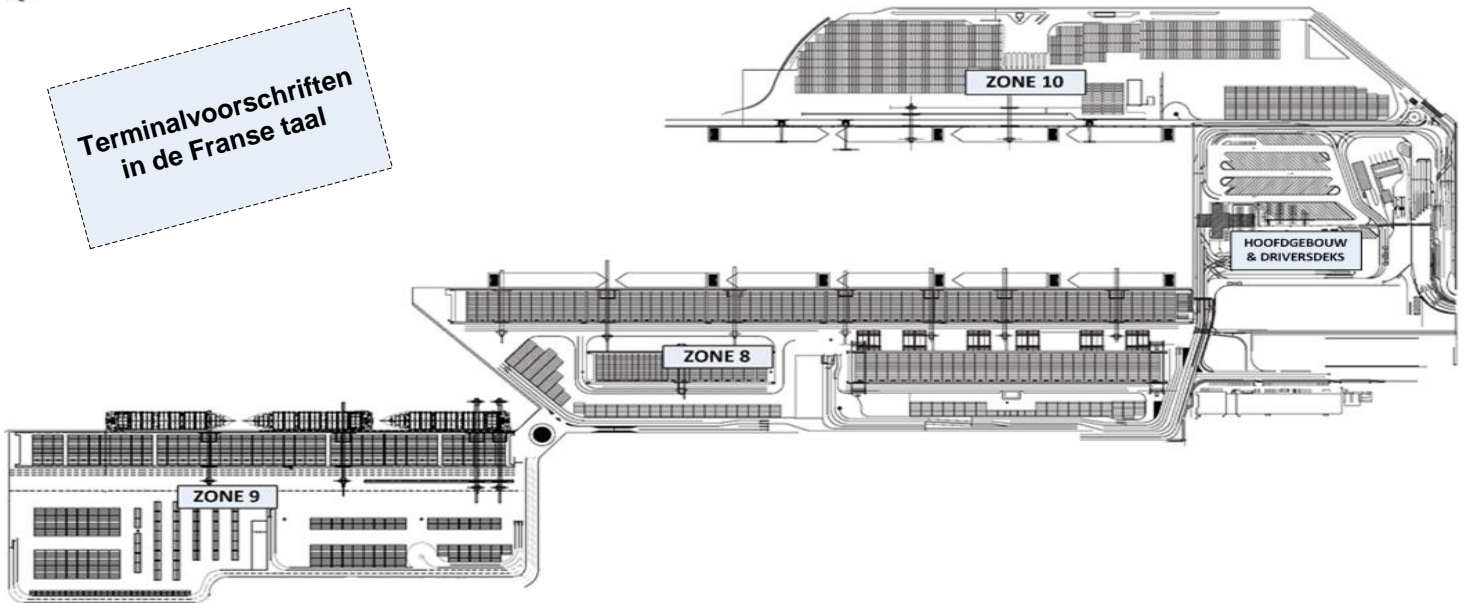 Terminalvoorschriften
in de Franse taal
ZONE 10
HOOFDGEBOUW
& DRIVERSDEKS
ZONE 8
ZONE 9